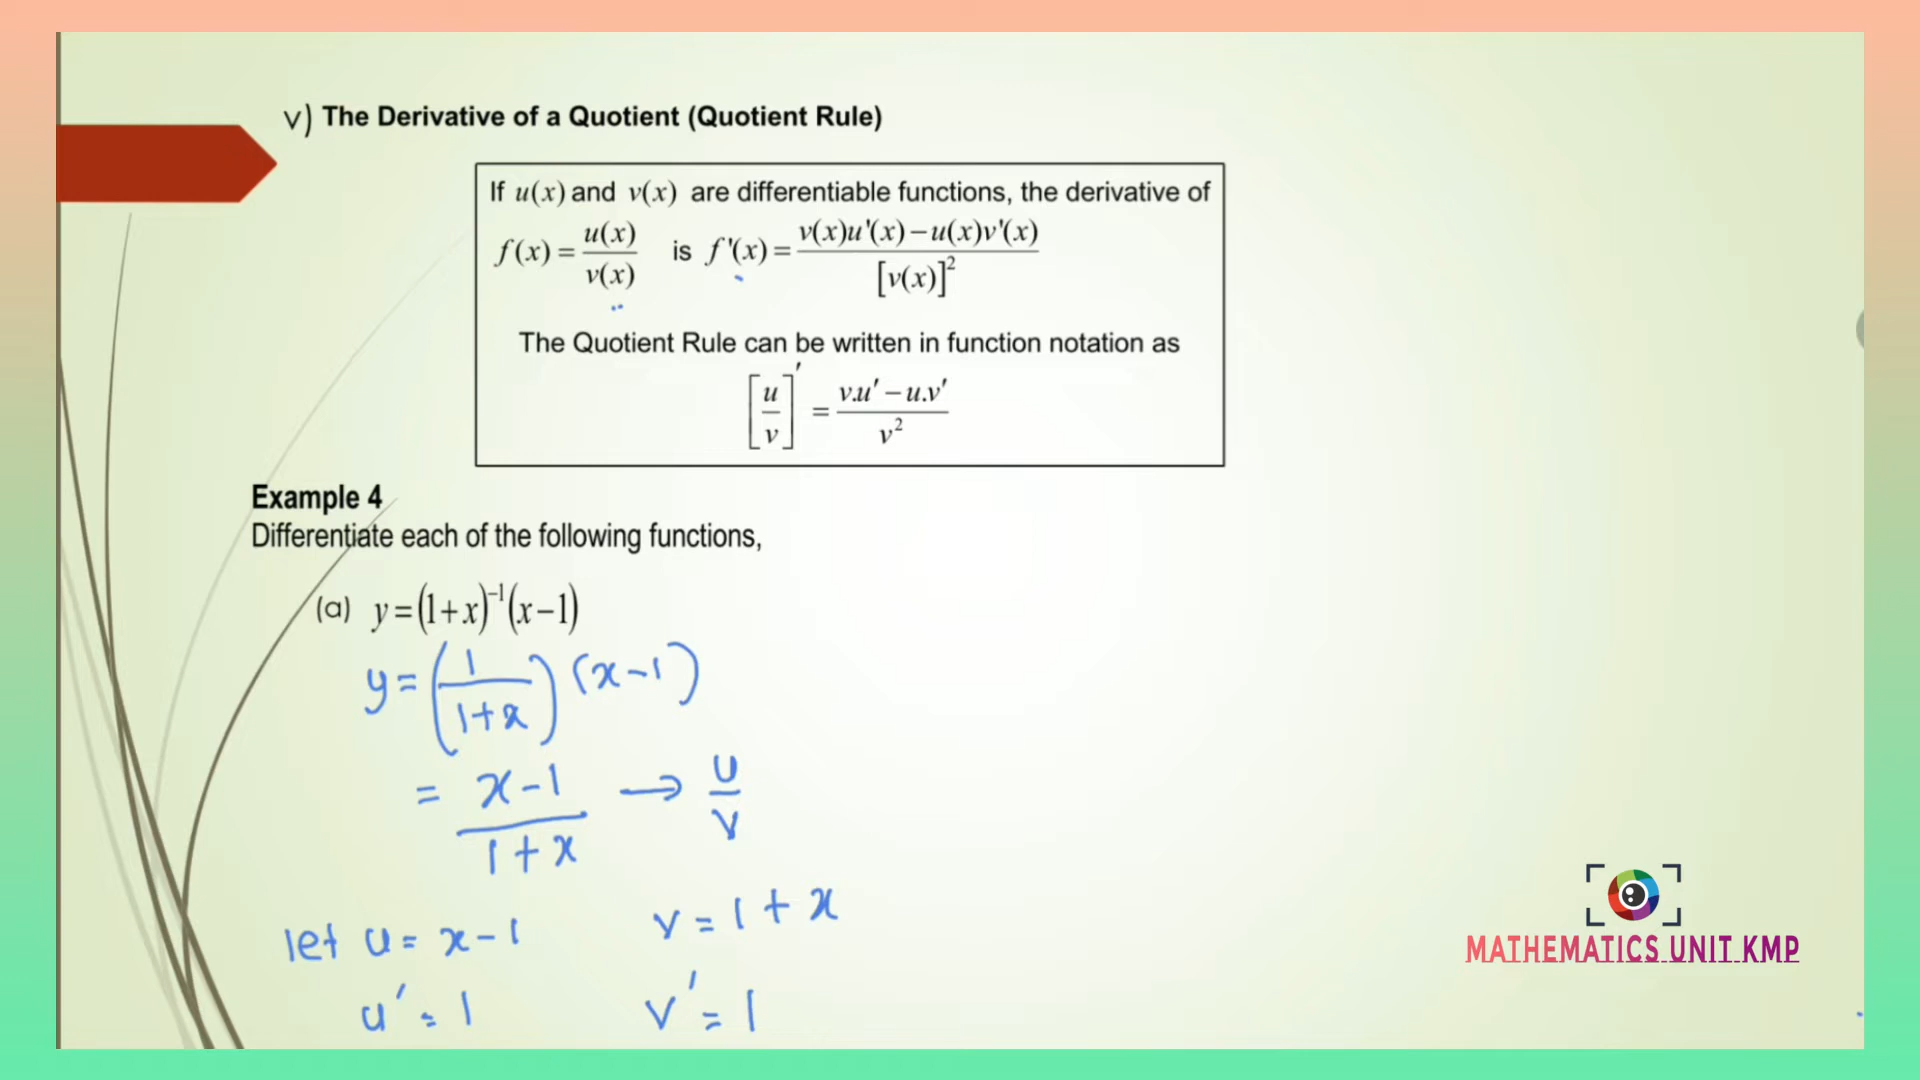 v) The Derivative of a Quotient (Quotient Rule)
If u(x) and v(x) are differentiable functions, the derivative of
f(x) = u(x)/v(x) is f'(x) = (v(x)u'(x) − u(x)v'(x))/[v(x)]²
The Quotient Rule can be written in function notation as
[u/v]′ = (v.u′ − u.v′)/v²
Example 4
Differentiate each of the following functions,
(a) y = (1+x)⁻¹(x−1)
y = (1/(1+x)) (x−1)
= (x−1)/(1+x) → u/v
let u = x−1 v = 1+x
u′ = 1 v′ = 1
MATHEMATICS UNIT KMP